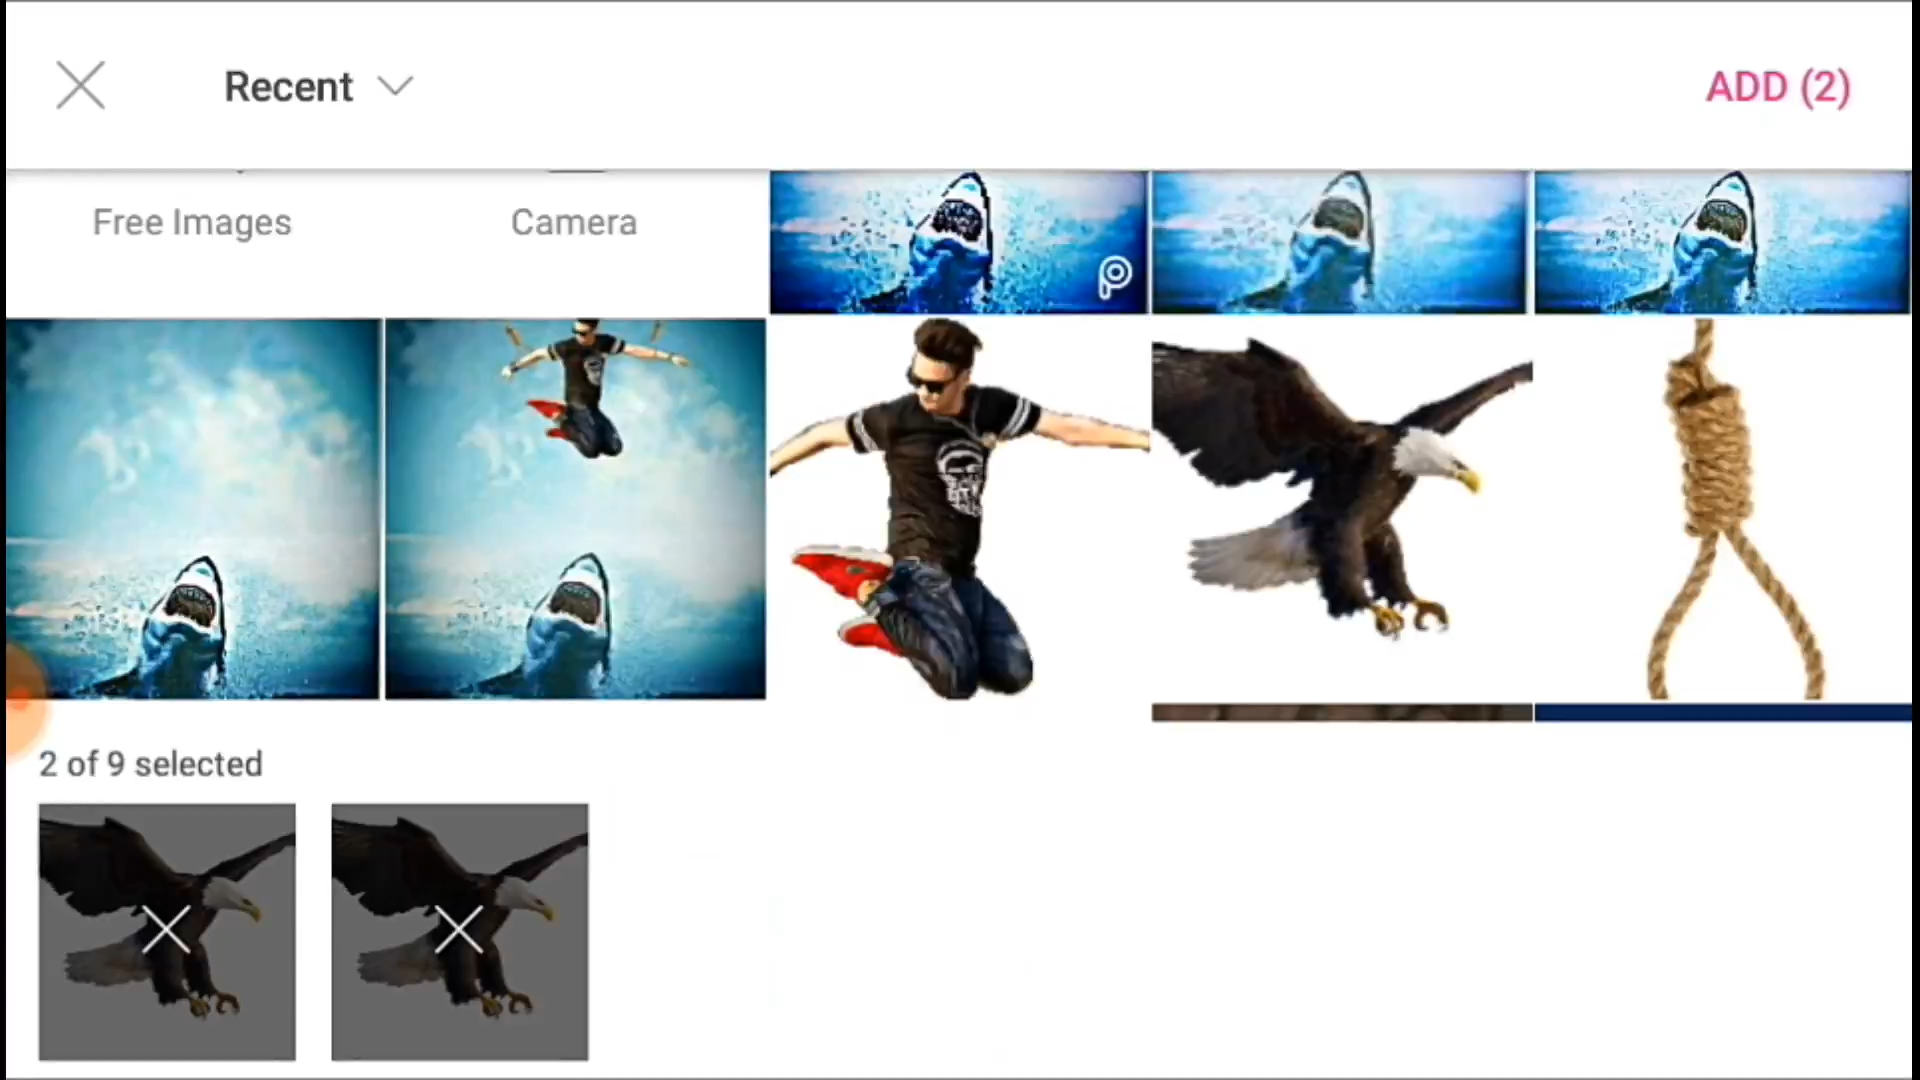 Recent
ADD (2)
Free Images
Camera
2 of 9 selected